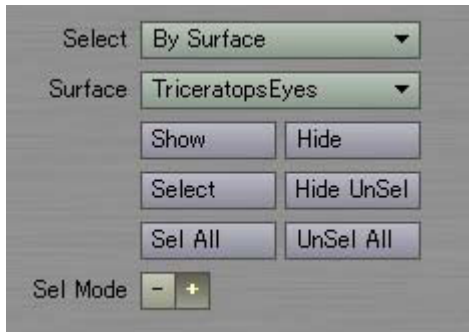 Select By Surface
Surface TriceratopsEyes
Show Hide
Select Hide UnSel
Sel All UnSel All
Sel Mode - +